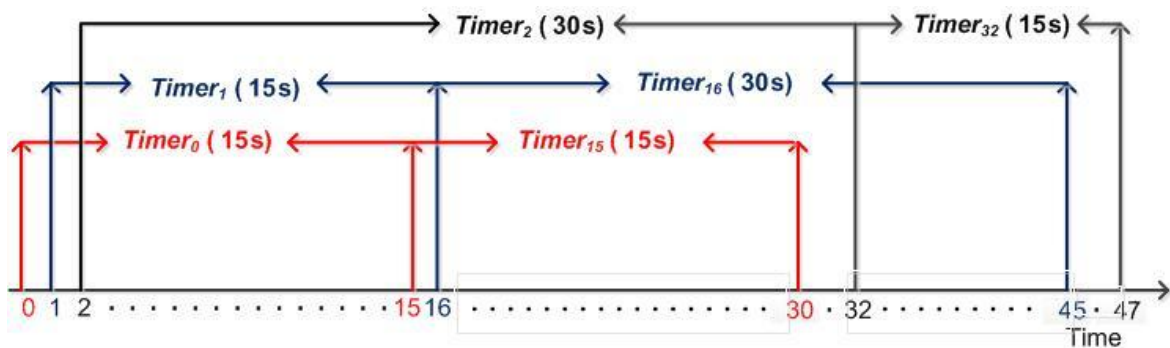 Timer2 ( 30s) Timer32 ( 15s)
Timer1 ( 15s) Timer16 ( 30s)
Timer0 ( 15s) Timer15 ( 15s)
0 1 2 15 16 30 32 45 47
Time